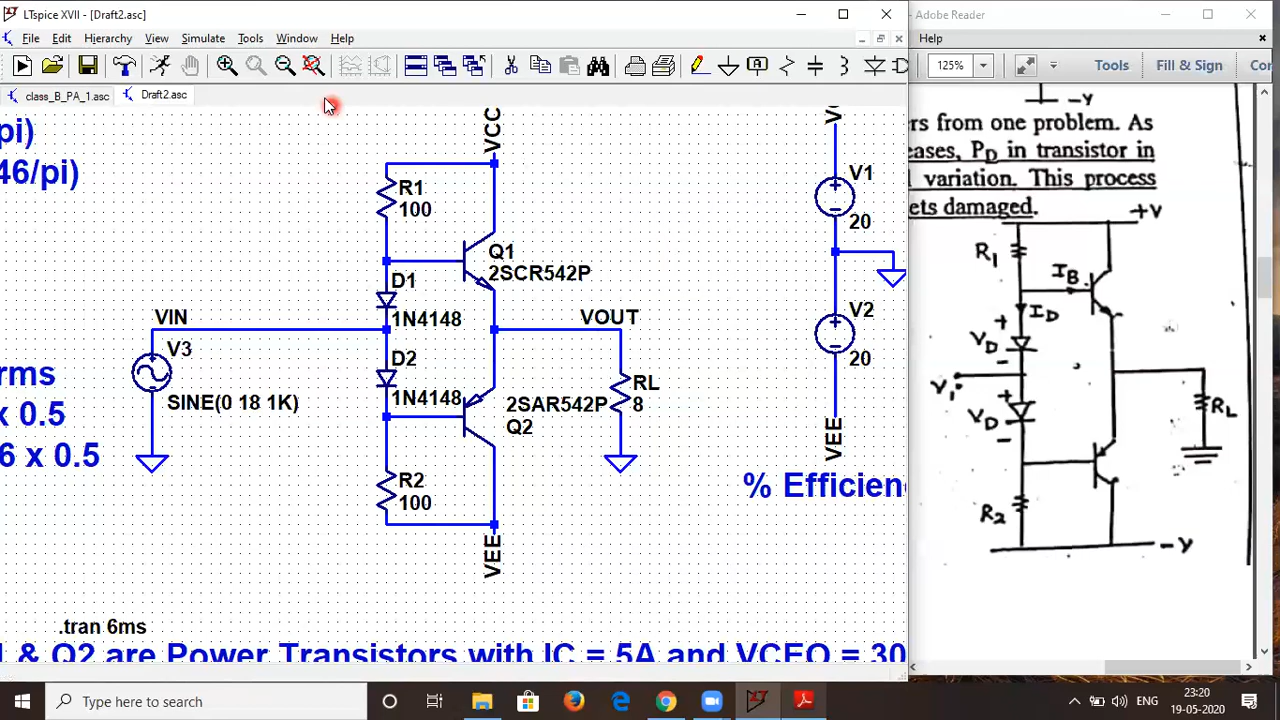 LTspice XVII - [Draft2.asc]
File Edit Hierarchy View Simulate Tools Window Help
class_B_PA_1.asc Draft2.asc
pi)
46/pi)
rms
x 0.5
6 x 0.5
VCC
R1
100
Q1
2SCR542P
D1
1N4148
VIN
V3
SINE(0 18 1K)
VOUT
D2
1N4148
2SAR542P
Q2
RL
8
R2
100
VEE
V1
20
V2
20
VEE
% Efficien
.tran 6ms
& Q2 are Power Transistors with IC = 5A and VCEO = 30
- Adobe Reader
Help
125% Tools Fill & Sign Co
-V
rs from one problem. As
eases, PD in transistor in
l variation. This process
ets damaged.
+V
R1
IB
ID
+
VD
-
Vi
+
VD
-
RL
R2
-V
Type here to search
ENG
23:20
19-05-2020